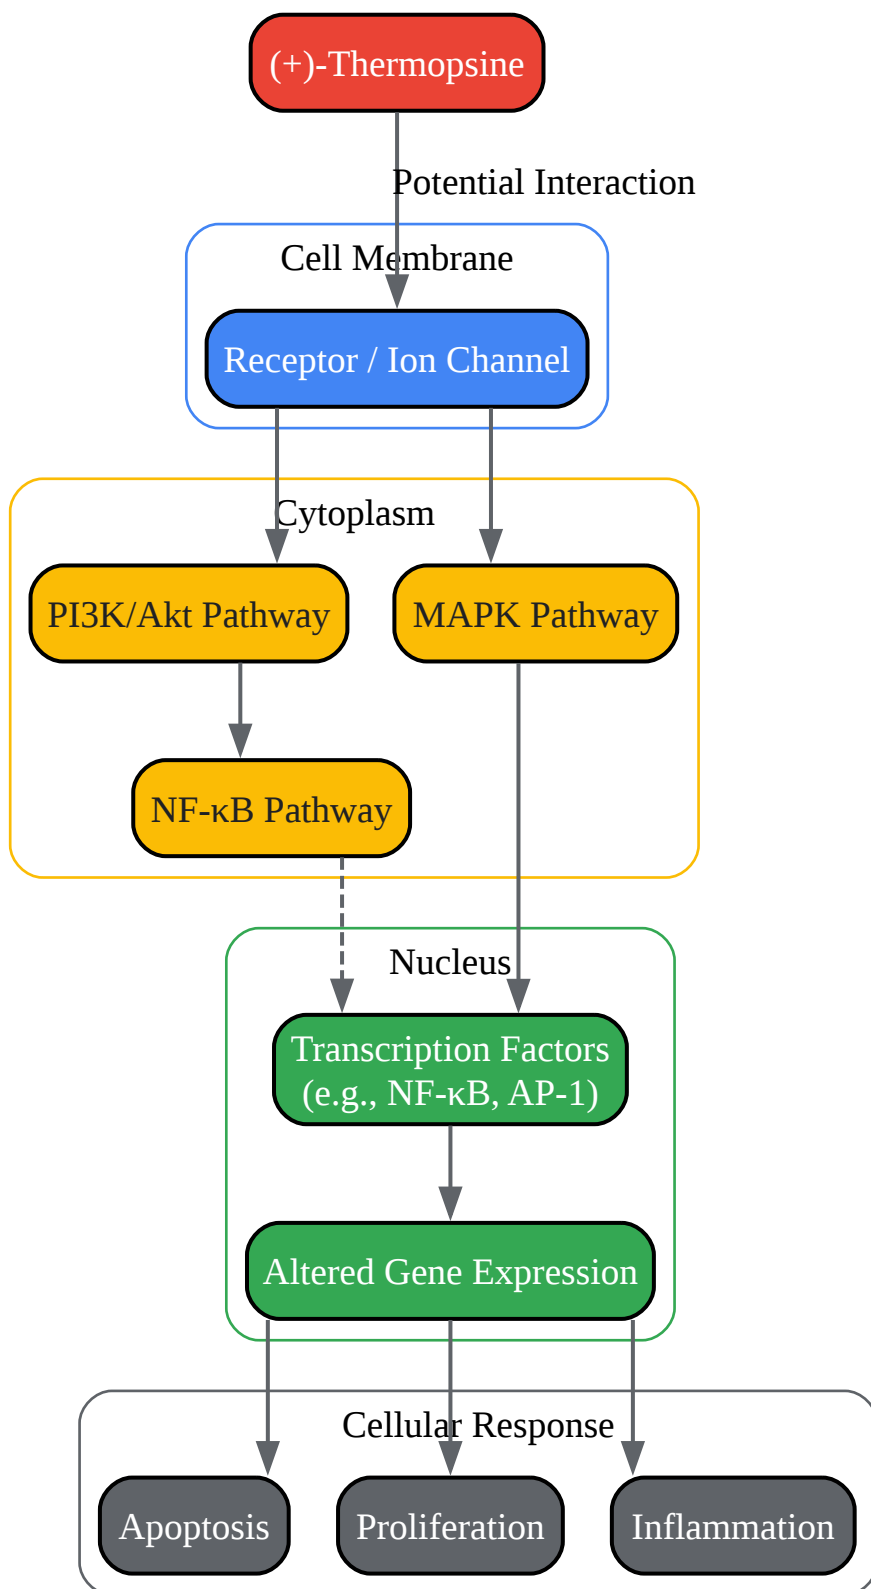 (+)-Thermopsine
Potential Interaction
Cell Membrane
Receptor / Ion Channel
Cytoplasm
PI3K/Akt Pathway
MAPK Pathway
NF-κB Pathway
Nucleus
Transcription Factors
(e.g., NF-κB, AP-1)
Altered Gene Expression
Cellular Response
Apoptosis
Proliferation
Inflammation